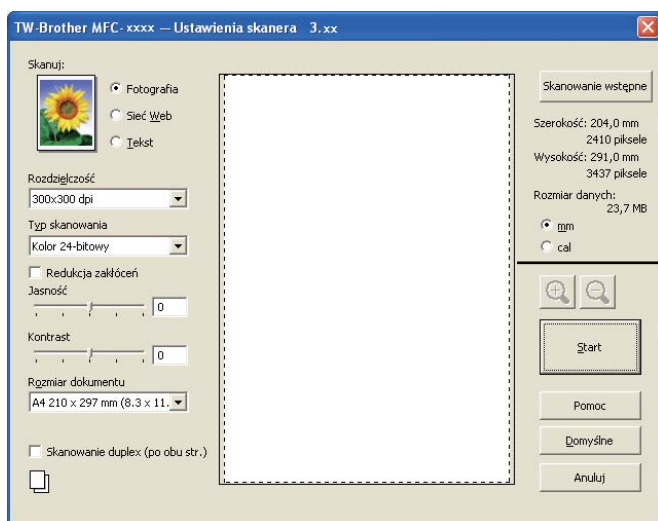 TW-Brother MFC- xxxx — Ustawienia skanera 3.xx
Skanuj:
Fotografia
Sieć Web
Tekst
Rozdzielczość
300x300 dpi
Typ skanowania
Kolor 24-bitowy
Redukcja zakłóceń
Jasność
0
Kontrast
0
Rozmiar dokumentu
A4 210 x 297 mm (8.3 x 11.
Skanowanie duplex (po obu str.)
Skanowanie wstępne
Szerokość: 204,0 mm
2410 piksele
Wysokość: 291,0 mm
3437 piksele
Rozmiar danych:
23,7 MB
mm
cal
Start
Pomoc
Domyślne
Anuluj